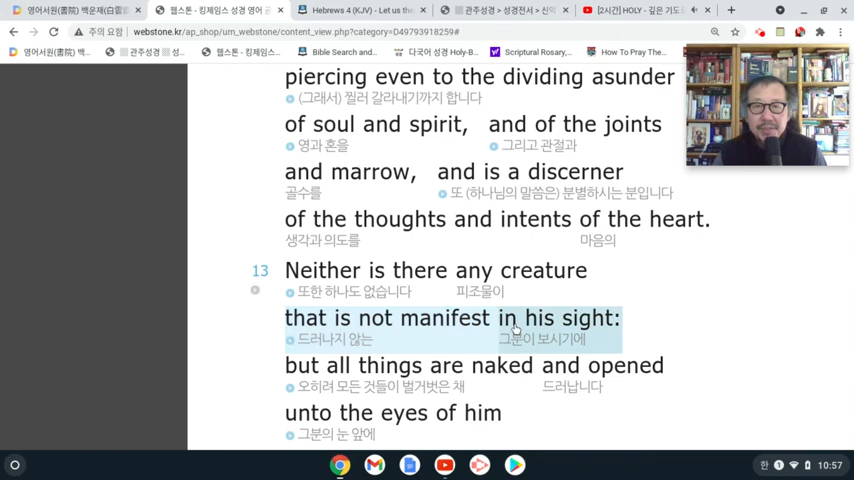 영어서원(書院) 백운재(白雲
웹스톤 - 킹제임스 성경 영어 공
Hebrews 4 (KJV) - Let us the
관주성경 > 성경전서 > 신약
[2시간] HOLY - 깊은 기도
주의 요함
webstone.kr/ap_shop/um_webstone/content_view.php?category=D49793918259#
영어서원(書院) 백...
관주성경 > 성...
웹스톤 - 킹제임스...
Bible Search and...
다국어 성경 Holy-B...
Scriptural Rosary,...
How To Pray The...
piercing even to the dividing asunder
(그래서) 찔러 갈라내기까지 합니다
of soul and spirit, and of the joints
영과 혼을 그리고 관절과
and marrow, and is a discerner
골수를 또 (하나님의 말씀은) 분별하시는 분입니다
of the thoughts and intents of the heart.
생각과 의도를 마음의
13 Neither is there any creature
또한 하나도 없습니다 피조물이
that is not manifest in his sight:
드러나지 않는 그분이 보시기에
but all things are naked and opened
오히려 모든 것들이 벌거벗은 채 드러납니다
unto the eyes of him
그분의 눈 앞에
한 1 10:57